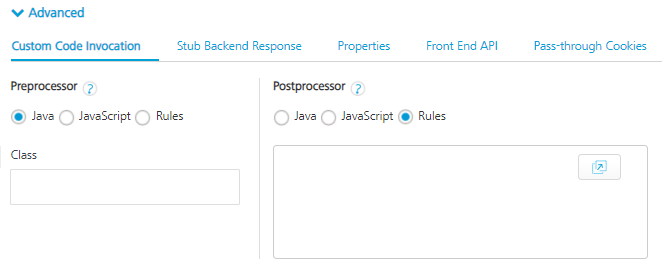 Advanced
Custom Code Invocation Stub Backend Response Properties Front End API Pass-through Cookies
Preprocessor ? Postprocessor ?
Java JavaScript Rules Java JavaScript Rules
Class